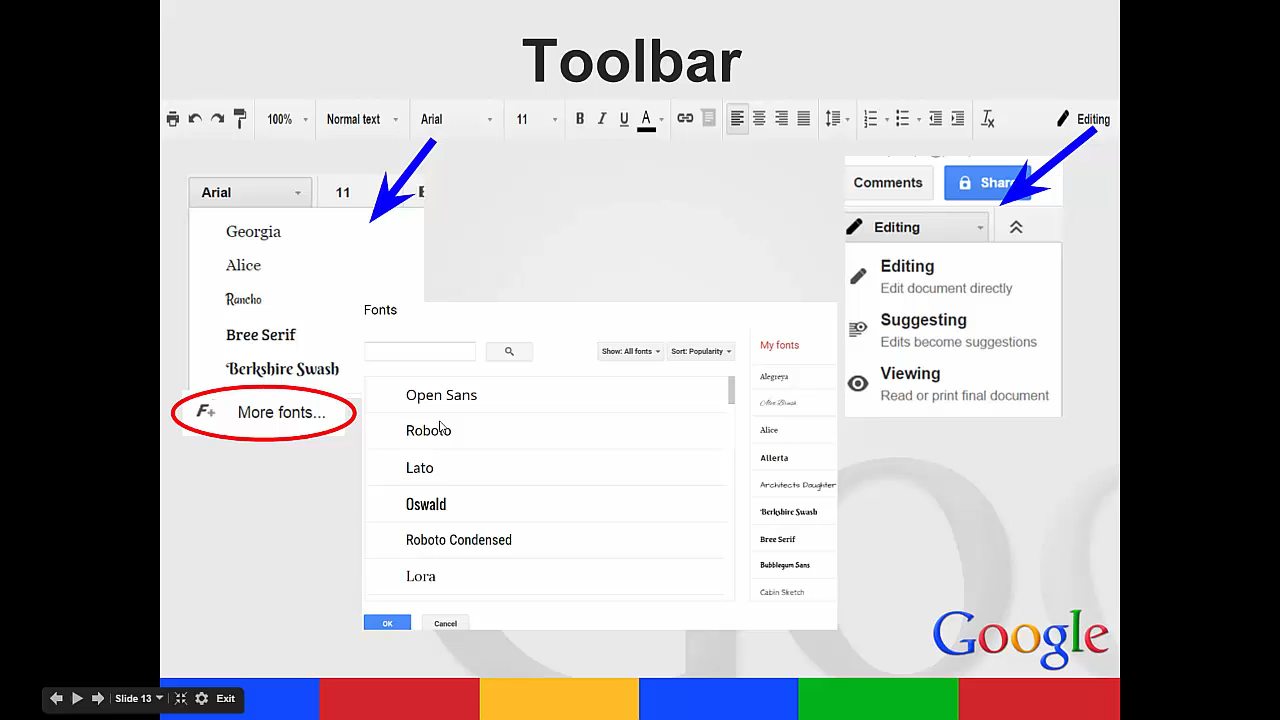 Toolbar
100% Normal text Arial 11 B I U A Editing
Arial 11
Georgia
Alice
Rancho
Bree Serif
Berkshire Swash
F+ More fonts...
Fonts
Show: All fonts Sort: Popularity
Open Sans
Roboto
Lato
Oswald
Roboto Condensed
Lora
OK Cancel
My fonts
Alegreya
Alex Brush
Alice
Allerta
Architects Daughter
Berkshire Swash
Bree Serif
Bubblegum Sans
Cabin Sketch
Comments Share
Editing
Editing
Edit document directly
Suggesting
Edits become suggestions
Viewing
Read or print final document
Google
Slide 13 Exit